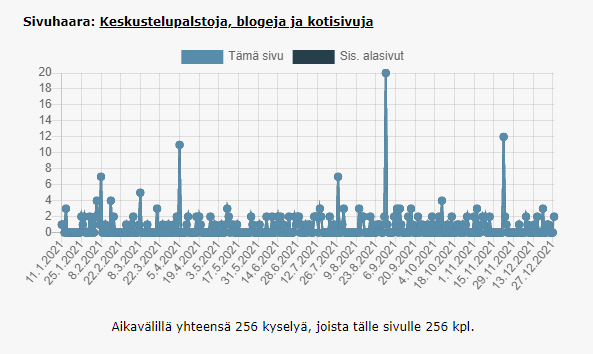 Sivuhaara: Keskustelupalstoja, blogeja ja kotisivuja
Tämä sivu Sis. alasivut
20
18
16
14
12
10
8
6
4
2
0
11.1.2021 25.1.2021 8.2.2021 22.2.2021 8.3.2021 22.3.2021 5.4.2021 19.4.2021 3.5.2021 17.5.2021 31.5.2021 14.6.2021 28.6.2021 12.7.2021 26.7.2021 9.8.2021 23.8.2021 6.9.2021 20.9.2021 4.10.2021 18.10.2021 1.11.2021 15.11.2021 29.11.2021 13.12.2021 27.12.2021
Aikavälillä yhteensä 256 kyselyä, joista tälle sivulle 256 kpl.